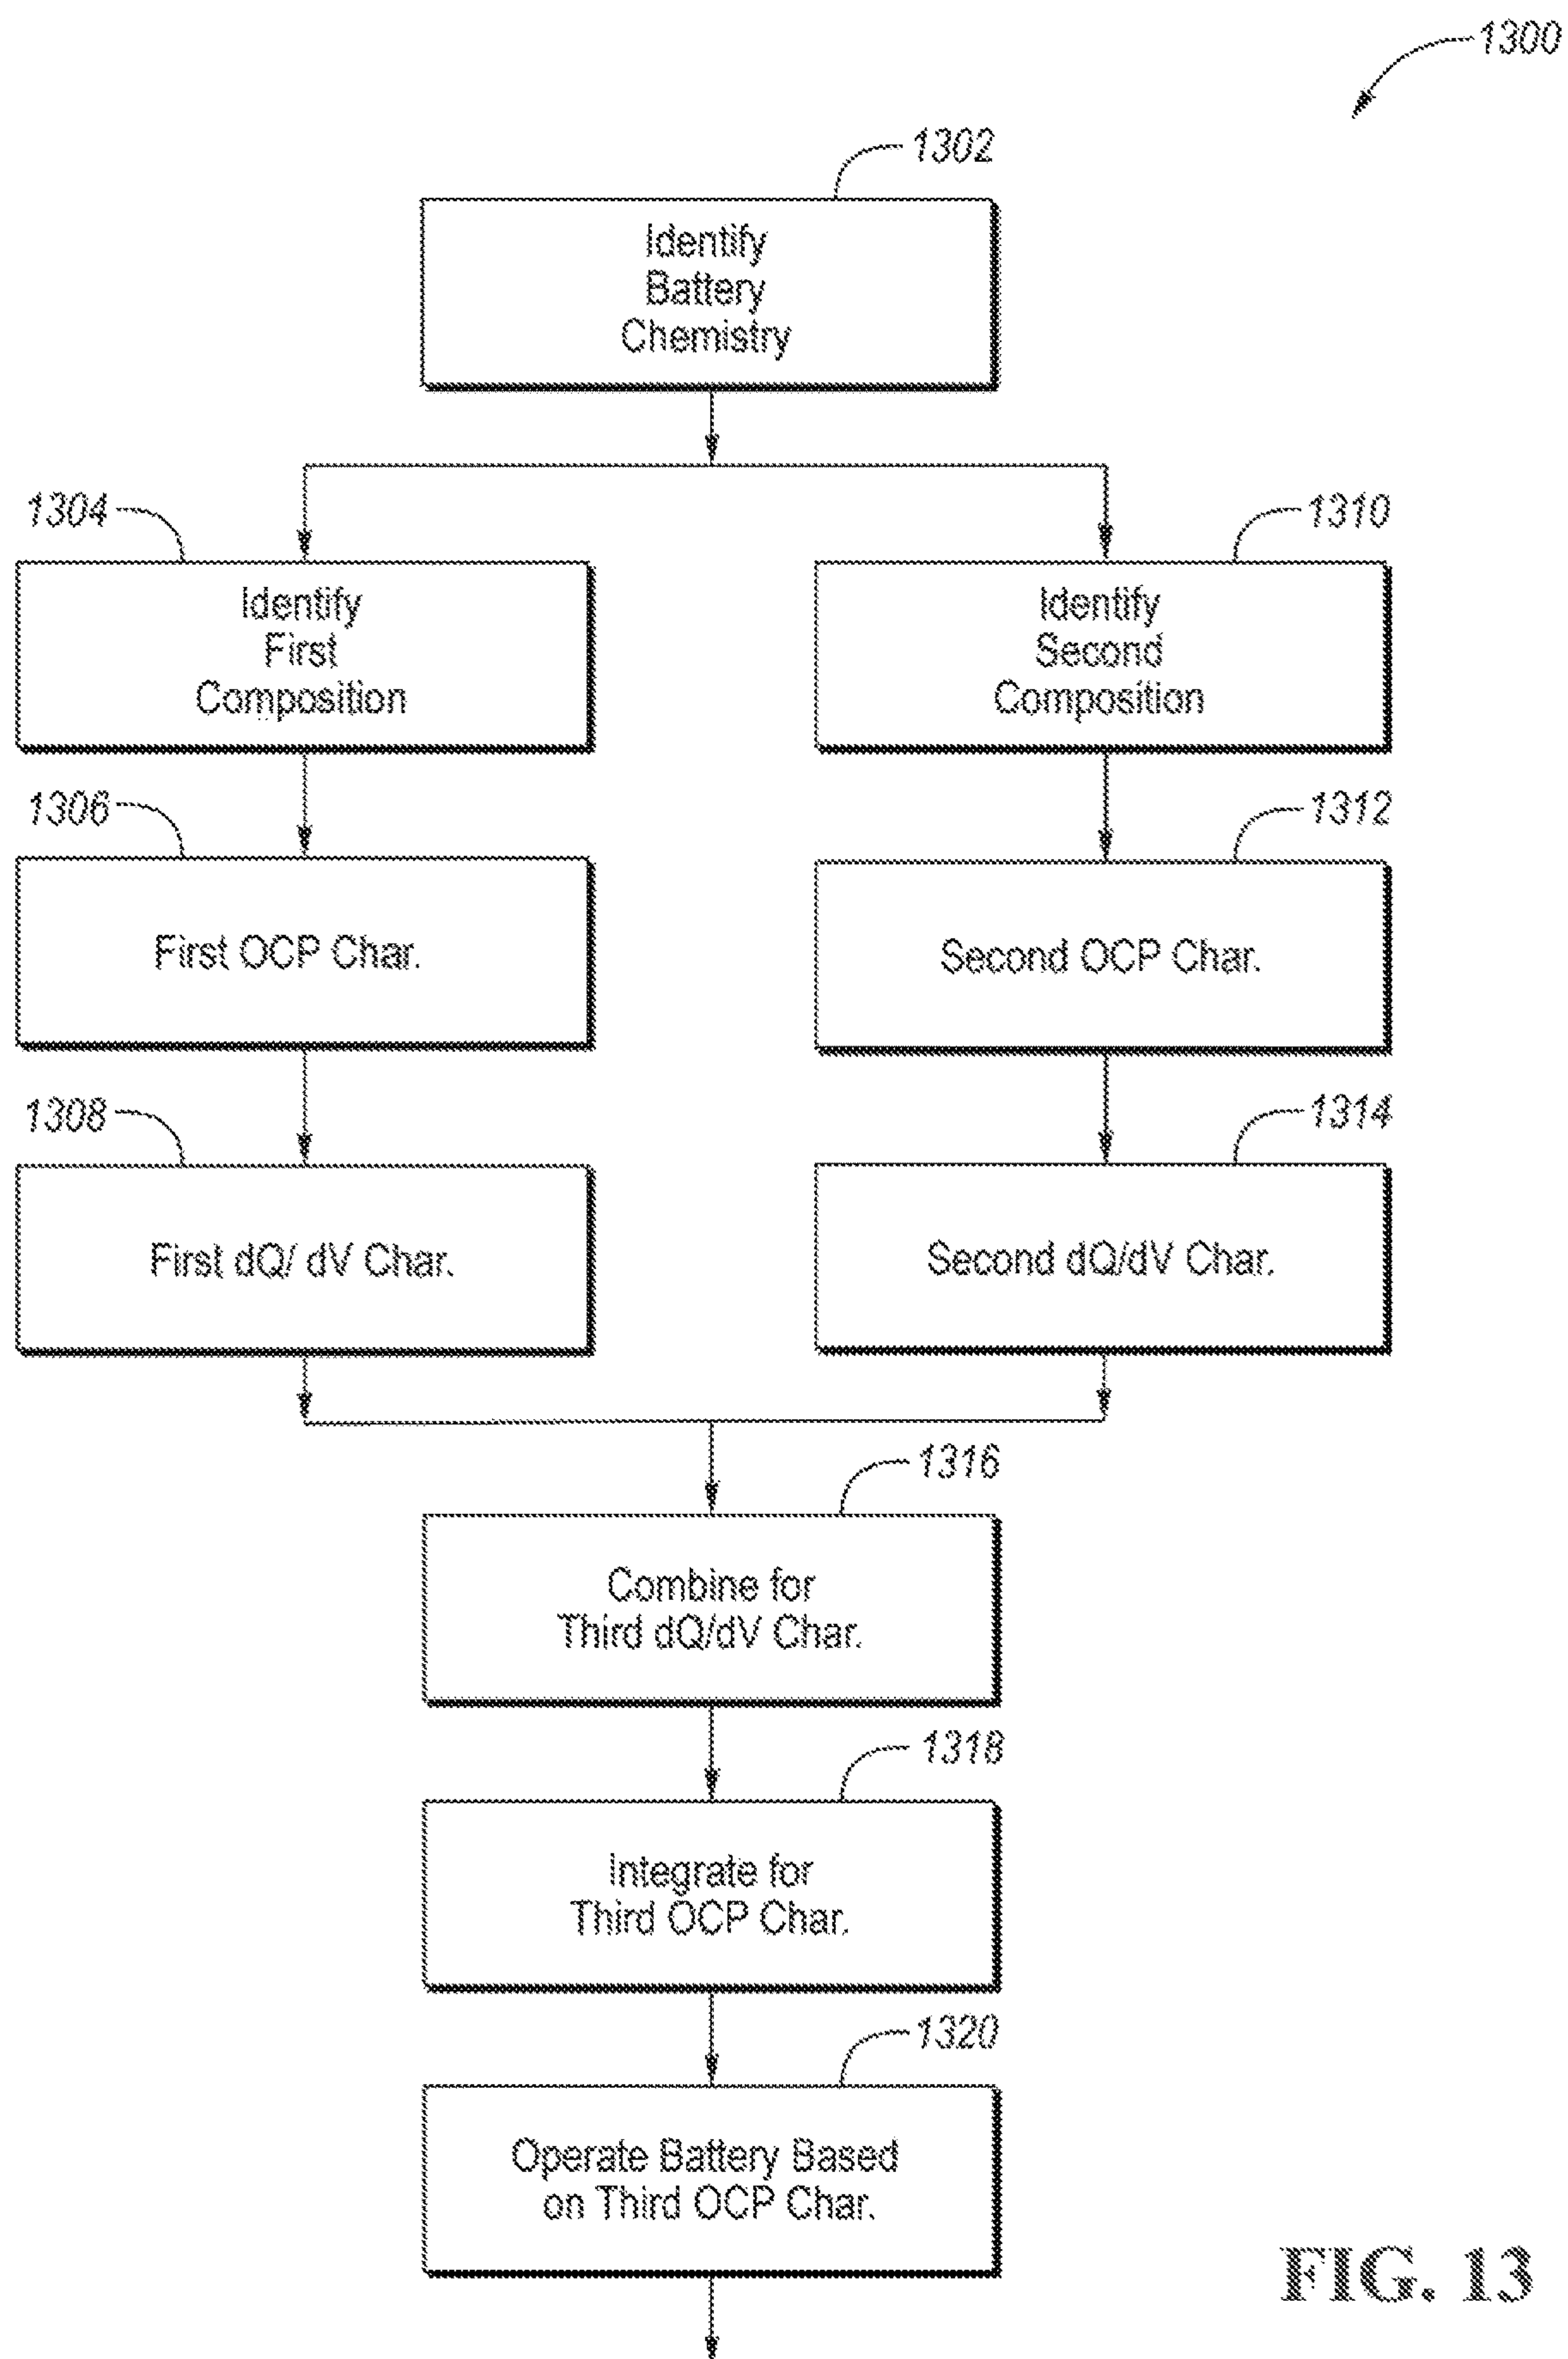 1300
1302
Identify
Battery
Chemistry
1304
Identify
First
Composition
1310
Identify
Second
Composition
1306
First OCP Char.
1312
Second OCP Char.
1308
First dQ/ dV Char.
1314
Second dQ/dV Char.
1316
Combine for
Third dQ/dV Char.
1318
Integrate for
Third OCP Char.
1320
Operate Battery Based
on Third OCP Char.
FIG. 13